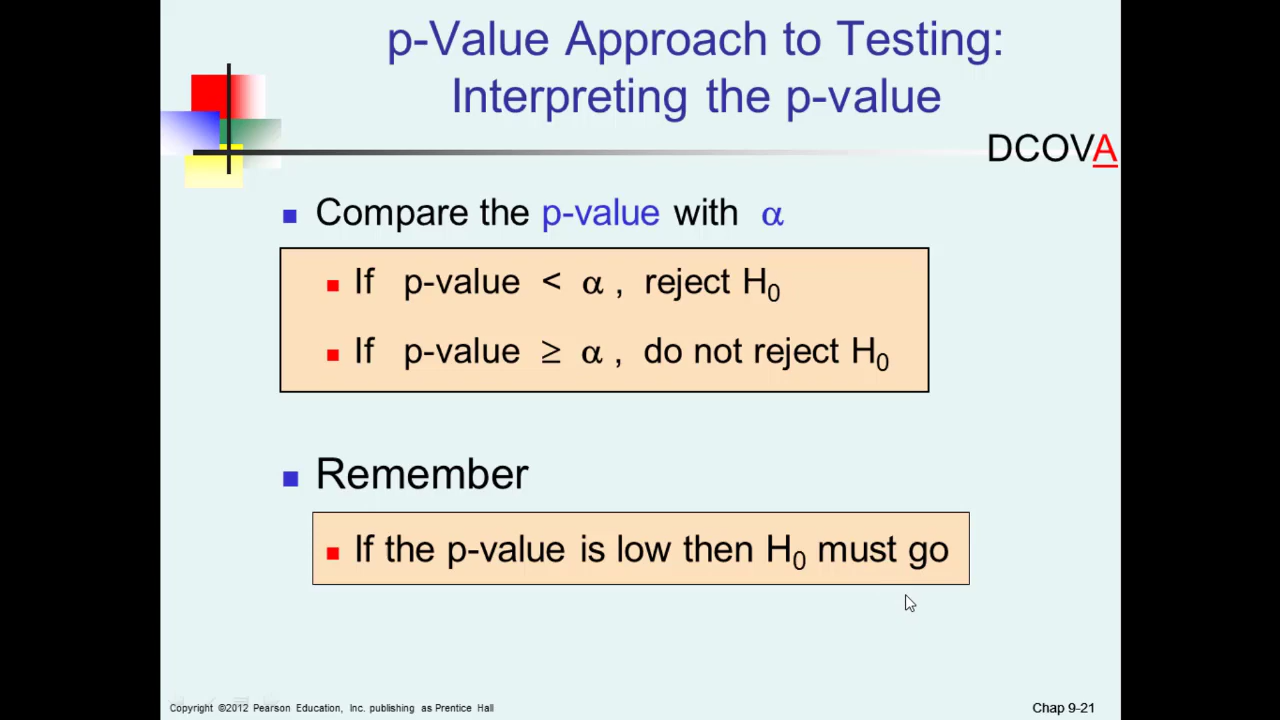 p-Value Approach to Testing:
Interpreting the p-value
DCOVA
Compare the p-value with α
If p-value < α , reject H₀
If p-value ≥ α , do not reject H₀
Remember
If the p-value is low then H₀ must go
Copyright ©2012 Pearson Education, Inc. publishing as Prentice Hall
Chap 9-21